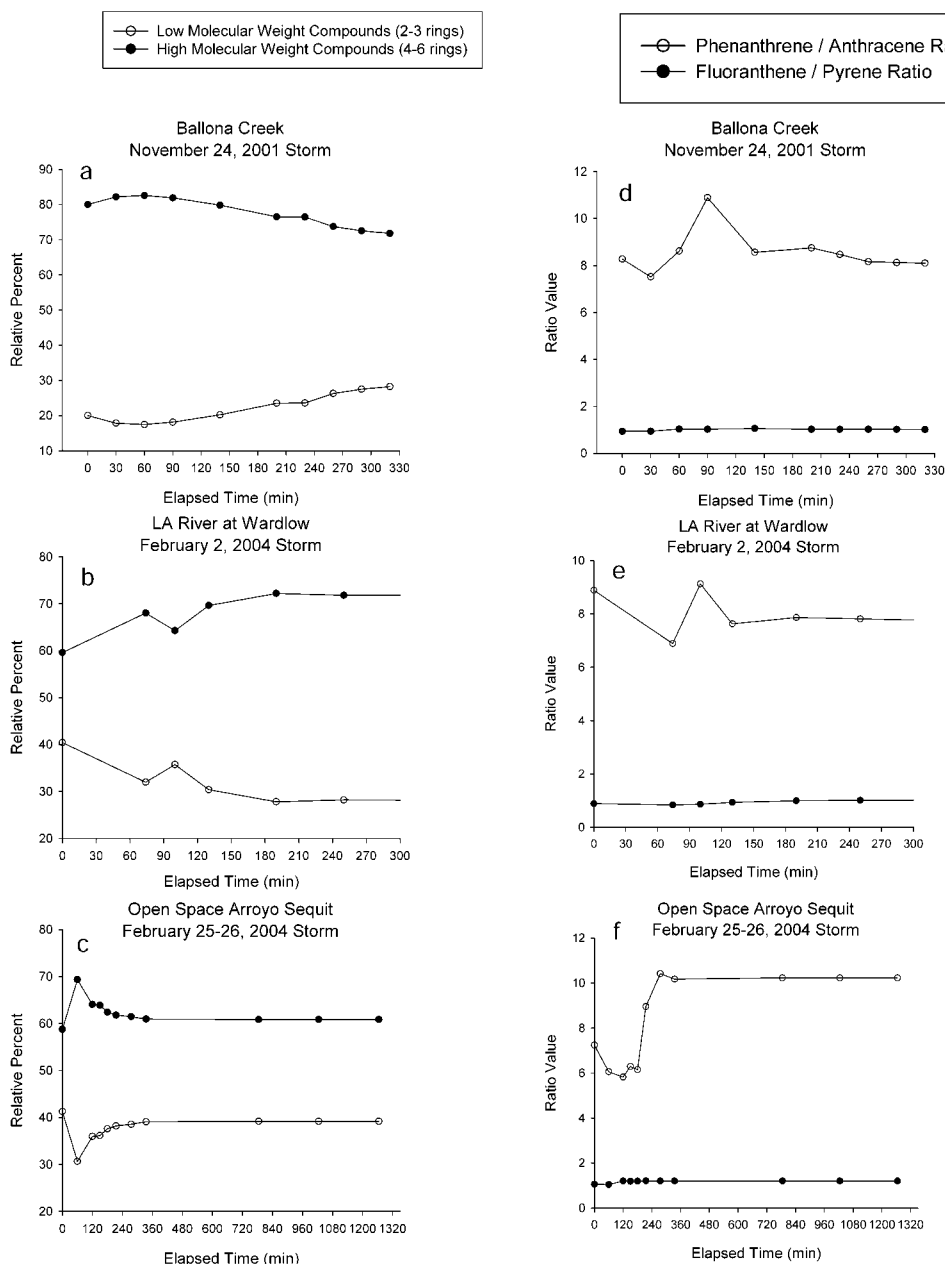 Low Molecular Weight Compounds (2-3 rings)
High Molecular Weight Compounds (4-6 rings)
Phenanthrene / Anthracene R
Fluoranthene / Pyrene Ratio
Ballona Creek
November 24, 2001 Storm
a
90
80
70
60
50
40
30
20
10
Relative Percent
0 30 60 90 120 150 180 210 240 270 300 330
Elapsed Time (min)
Ballona Creek
November 24, 2001 Storm
d
12
10
8
6
4
2
0
Ratio Value
0 30 60 90 120 150 180 210 240 270 300 330
Elapsed Time (min)
LA River at Wardlow
February 2, 2004 Storm
b
80
70
60
50
40
30
20
Relative Percent
0 30 60 90 120 150 180 210 240 270 300
Elapsed Time (min)
LA River at Wardlow
February 2, 2004 Storm
e
10
8
6
4
2
0
Ratio Value
0 30 60 90 120 150 180 210 240 270 300
Elapsed Time (min)
Open Space Arroyo Sequit
February 25-26, 2004 Storm
c
80
70
60
50
40
30
20
Relative Percent
0 120 240 360 480 600 720 840 960 1080 1200 1320
Elapsed Time (min)
Open Space Arroyo Sequit
February 25-26, 2004 Storm
f
12
10
8
6
4
2
0
Ratio Value
0 120 240 360 480 600 720 840 960 1080 1200 1320
Elapsed Time (min)